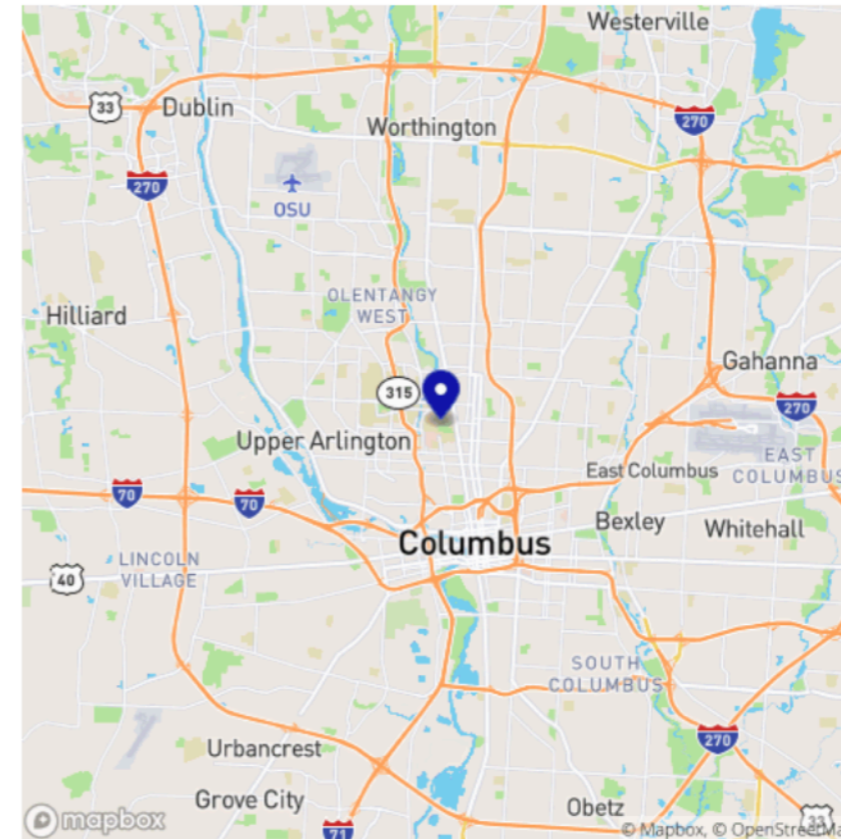 Westerville
33
Dublin
270
Worthington
270
OSU
OLENTANGY
WEST
Hilliard
Gahanna
315
270
Upper Arlington
EAST
COLUMBUS
East Columbus
70
70
Bexley
Whitehall
Columbus
LINCOLN
VILLAGE
40
SOUTH
COLUMBUS
270
Urbancrest
Grove City
Obetz
33
mapbox
71
© Mapbox, © OpenStreetMa